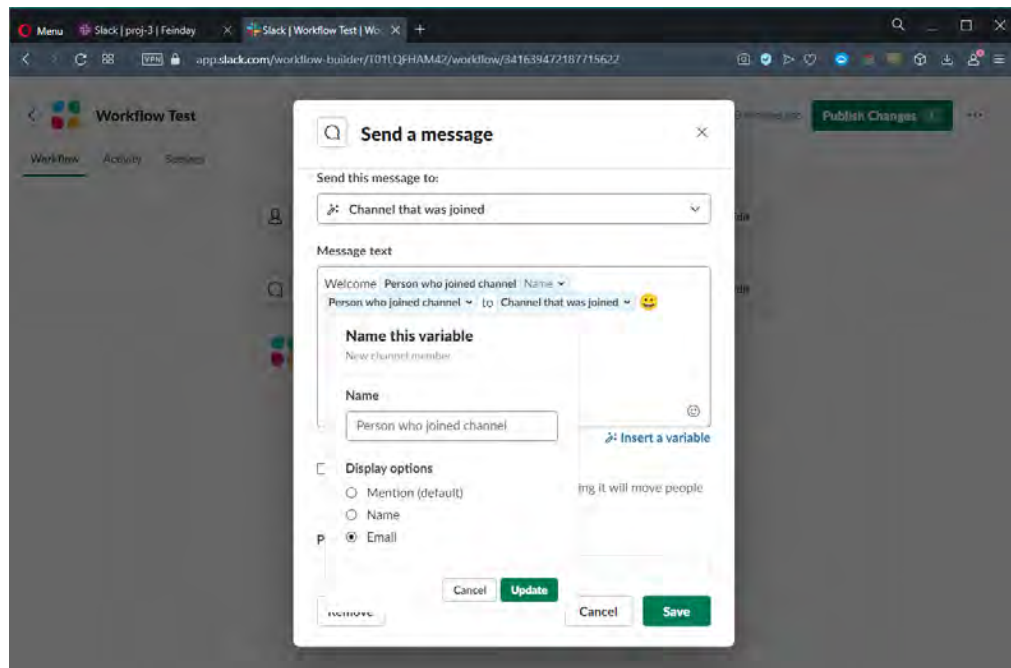 Menu
Slack | proj-3 | Feinday
Slack | Workflow Test | Wo
VPN
app.slack.com/workflow-builder/T01LQFHAM42/workflow/341639472187715622
Workflow Test
Publish Changes
Workflow Activity Settings
Send a message
Send this message to:
Channel that was joined
Message text
Welcome Person who joined channel Name
Person who joined channel to Channel that was joined 😀
Name this variable
New channel member
Name
Person who joined channel
Insert a variable
Display options
Mention (default)
ing it will move people
Name
P
Email
Cancel Update
Remove
Cancel Save